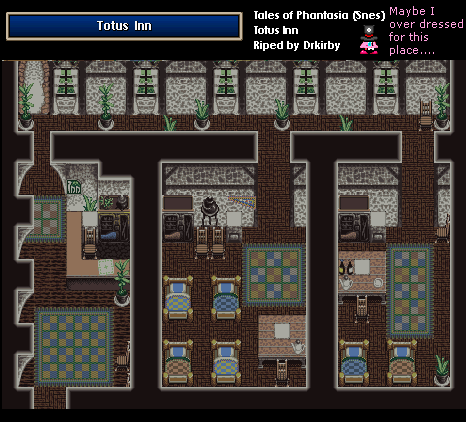 Totus Inn
Tales of Phantasia (Snes)
Totus Inn
Riped by Drkirby
Maybe I
over dressed
for this
place....
Inn